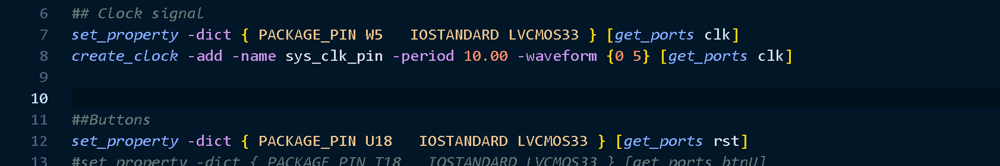 6 ## Clock signal
7 set_property -dict { PACKAGE_PIN W5   IOSTANDARD LVCMOS33 } [get_ports clk]
8 create_clock -add -name sys_clk_pin -period 10.00 -waveform {0 5} [get_ports clk]
9
10
11 ##Buttons
12 set_property -dict { PACKAGE_PIN U18   IOSTANDARD LVCMOS33 } [get_ports rst]
13 #set_property -dict { PACKAGE_PIN T18   IOSTANDARD LVCMOS33 } [get_ports btnU]